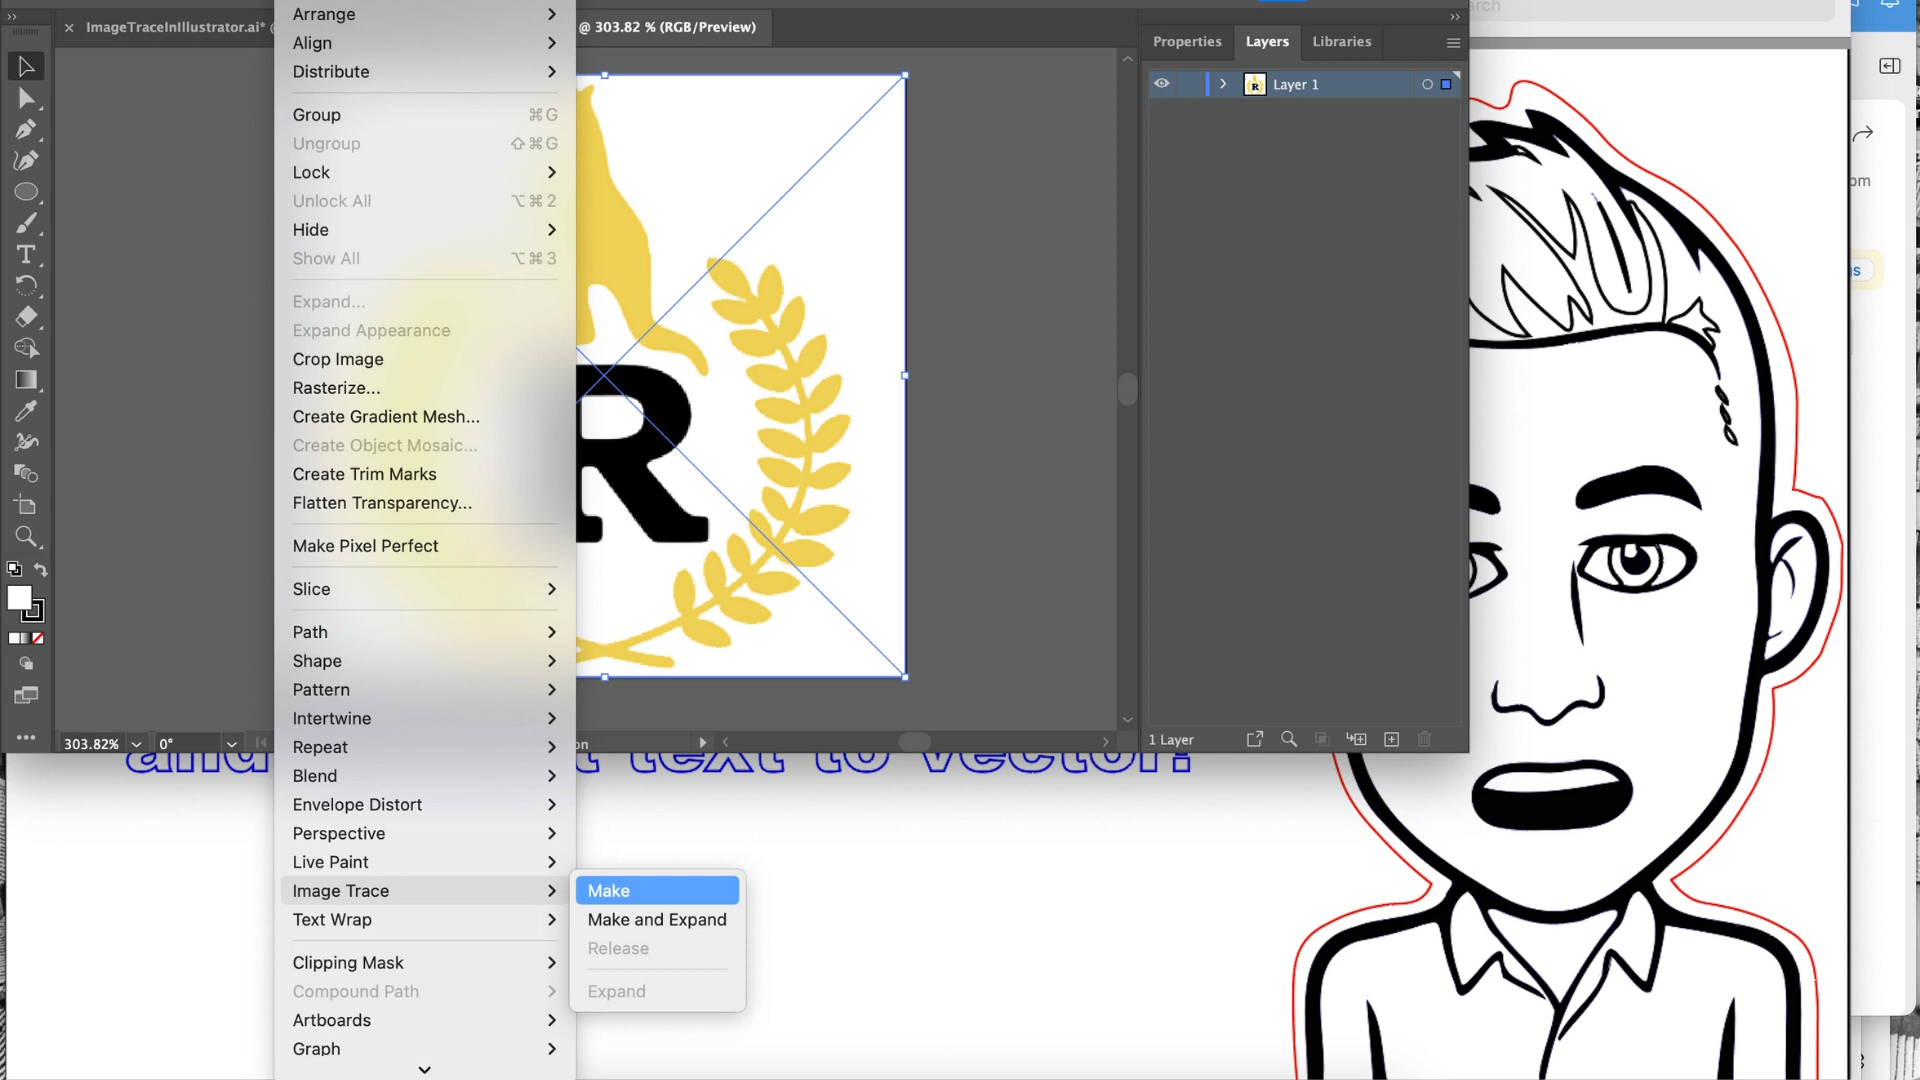 ImageTraceInIllustrator.ai* @
@ 303.82 % (RGB/Preview)
Arrange
Align
Distribute
Group ⌘G
Ungroup ⇧⌘G
Lock
Unlock All ⌥⌘2
Hide
Show All ⌥⌘3
Expand...
Expand Appearance
Crop Image
Rasterize...
Create Gradient Mesh...
Create Object Mosaic...
Create Trim Marks
Flatten Transparency...
Make Pixel Perfect
Slice
Path
Shape
Pattern
Intertwine
Repeat
Blend
Envelope Distort
Perspective
Live Paint
Image Trace
Text Wrap
Clipping Mask
Compound Path
Artboards
Graph
Make
Make and Expand
Release
Expand
R
Properties Layers Libraries
R Layer 1
1 Layer
303.82% 0°
and text to vector!